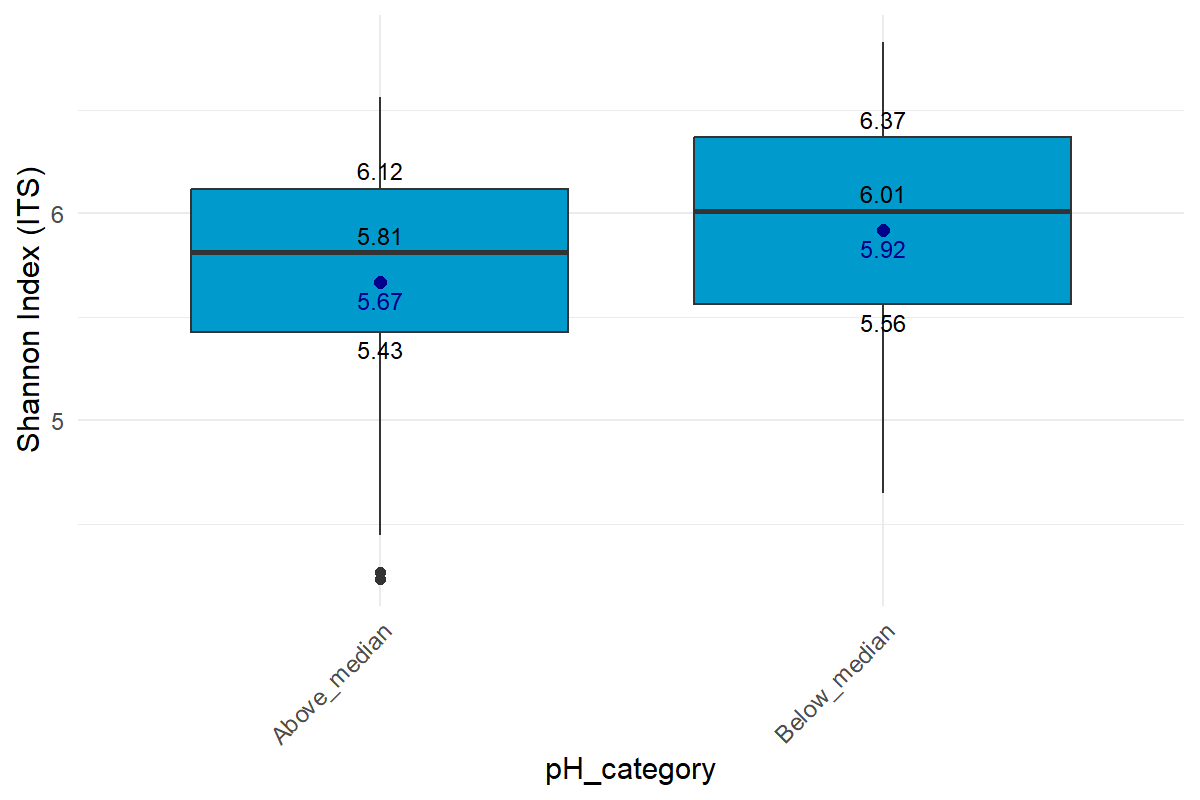 Shannon Index (ITS)
6
5
6.12
5.81
5.67
5.43
6.37
6.01
5.92
5.56
Above_median
Below_median
pH_category